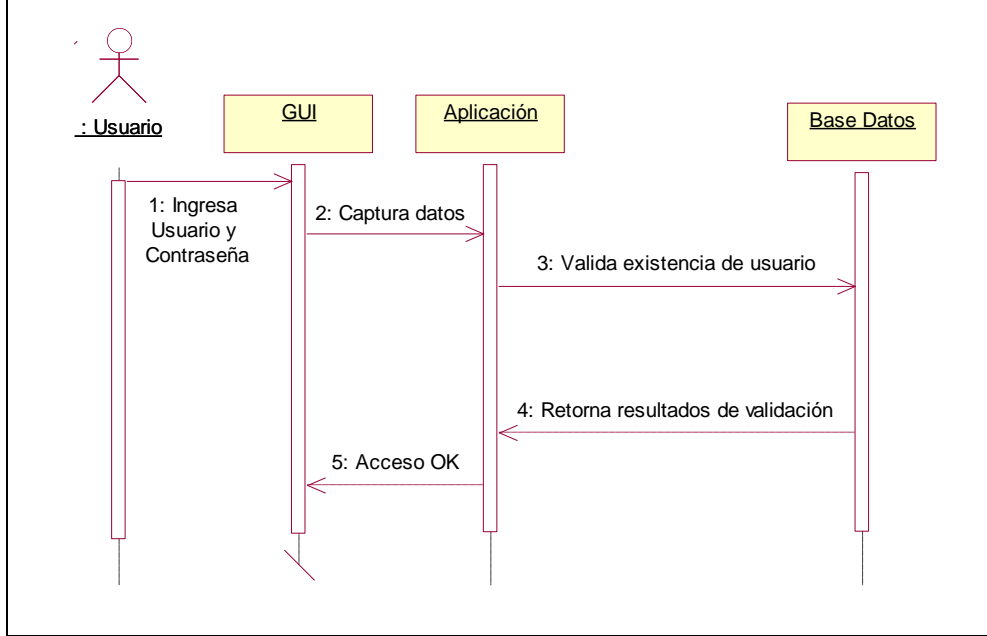 : Usuario
GUI
Aplicación
Base Datos
1: Ingresa
Usuario y
Contraseña
2: Captura datos
3: Valida existencia de usuario
4: Retorna resultados de validación
5: Acceso OK